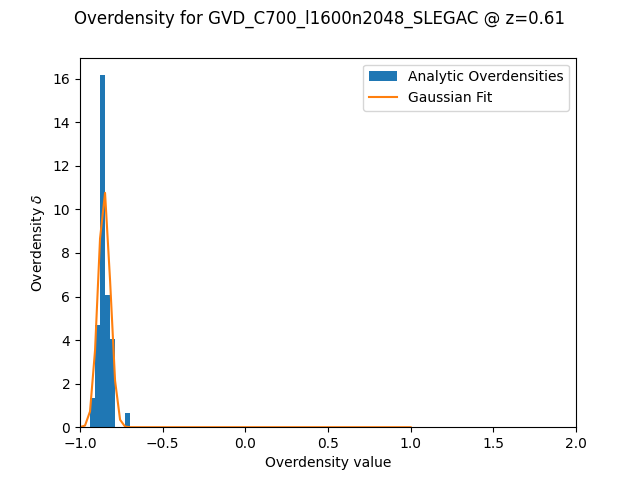 Overdensity for GVD_C700_l1600n2048_SLEGAC @ z=0.61
Analytic Overdensities
Gaussian Fit
Overdensity δ
16
14
12
10
8
6
4
2
0
−1.0 −0.5 0.0 0.5 1.0 1.5 2.0
Overdensity value